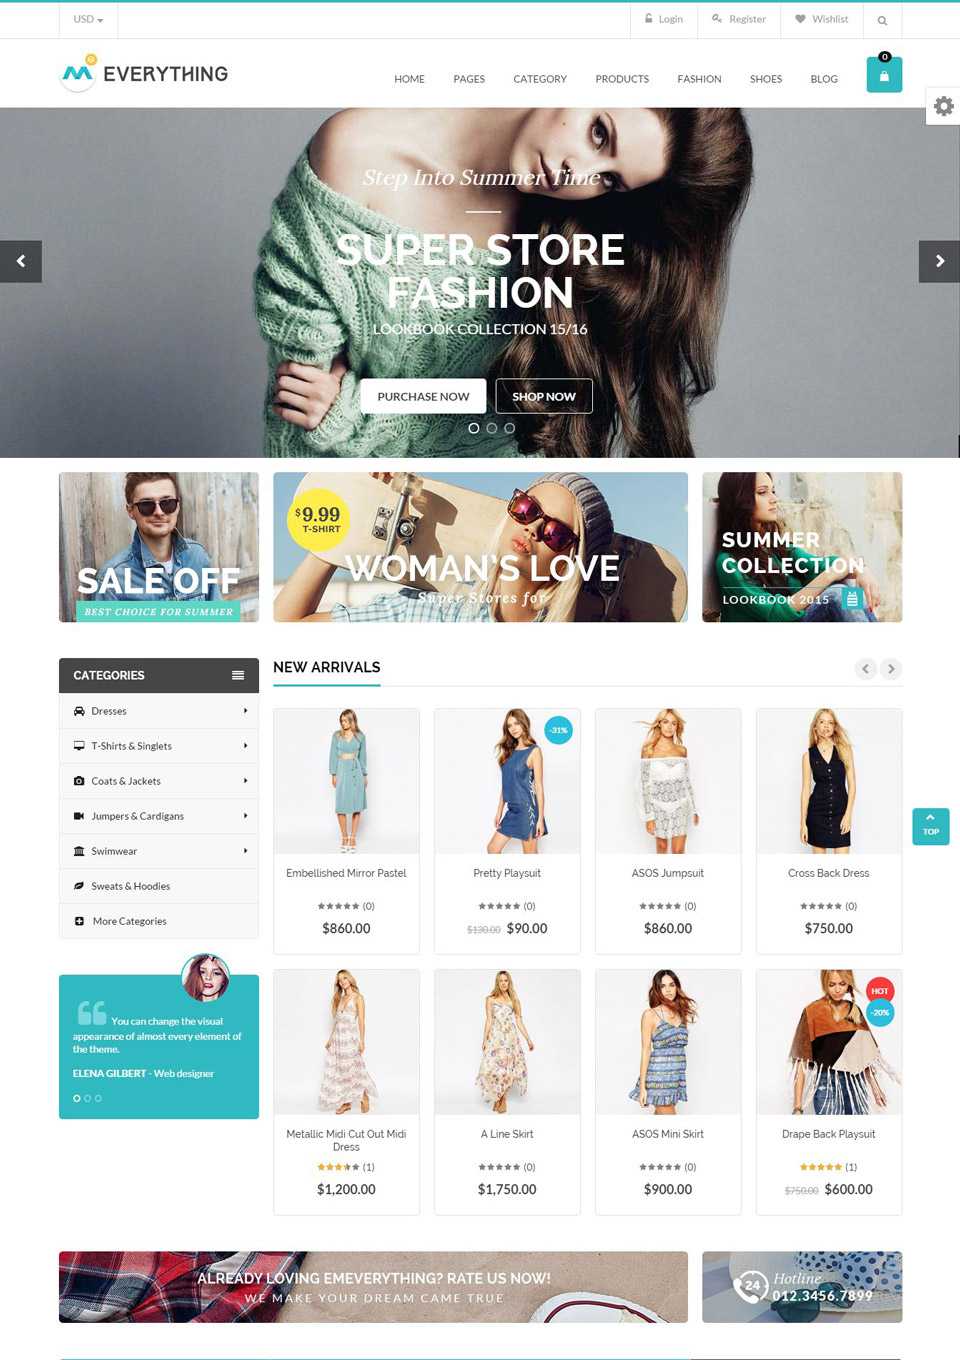 USD
Login
Register
Wishlist
EVERYTHING
HOME
PAGES
CATEGORY
PRODUCTS
FASHION
SHOES
BLOG
0
Step Into Summer Time
SUPER STORE
FASHION
LOOKBOOK COLLECTION 15/16
PURCHASE NOW
SHOP NOW
SALE OFF
BEST CHOICE FOR SUMMER
$9.99
T-SHIRT
WOMAN'S LOVE
Super Stores for
SUMMER
COLLECTION
LOOKBOOK 2015
CATEGORIES
Dresses
T-Shirts & Singlets
Coats & Jackets
Jumpers & Cardigans
Swimwear
Sweats & Hoodies
More Categories
You can change the visual
appearance of almost every element of
the theme.
ELENA GILBERT - Web designer
NEW ARRIVALS
Embellished Mirror Pastel
(0)
$860.00
-31%
Pretty Playsuit
(0)
$130.00 $90.00
ASOS Jumpsuit
(0)
$860.00
Cross Back Dress
(0)
$750.00
TOP
Metallic Midi Cut Out Midi
Dress
(1)
$1,200.00
A Line Skirt
(0)
$1,750.00
ASOS Mini Skirt
(0)
$900.00
HOT
-20%
Drape Back Playsuit
(1)
$750.00 $600.00
ALREADY LOVING EMEVERYTHING? RATE US NOW!
WE MAKE YOUR DREAM CAME TRUE
24
Hotline
012.3456.7899